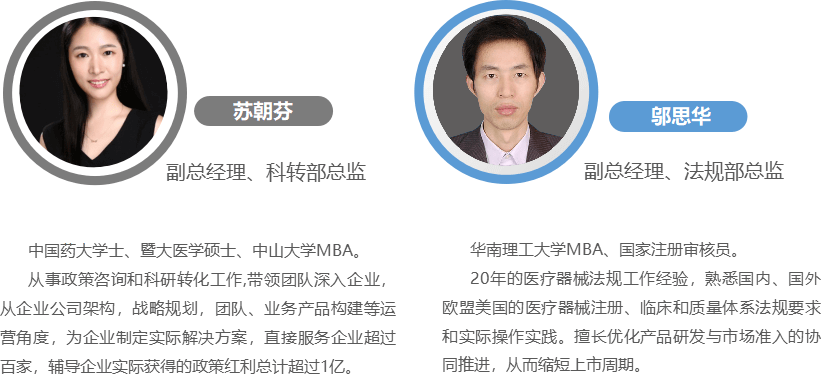 苏朝芬
副总经理、科转部总监
中国药大学士、暨大医学硕士、中山大学MBA。
从事政策咨询和科研转化工作,带领团队深入企业，
从企业公司架构，战略规划，团队、业务产品构建等运
营角度，为企业制定实际解决方案，直接服务企业超过
百家，辅导企业实际获得的政策红利总计超过1亿。
邬思华
副总经理、法规部总监
华南理工大学MBA、国家注册审核员。
20年的医疗器械法规工作经验，熟悉国内、国外
欧盟美国的医疗器械注册、临床和质量体系法规要求
和实际操作实践。擅长优化产品研发与市场准入的协
同推进，从而缩短上市周期。